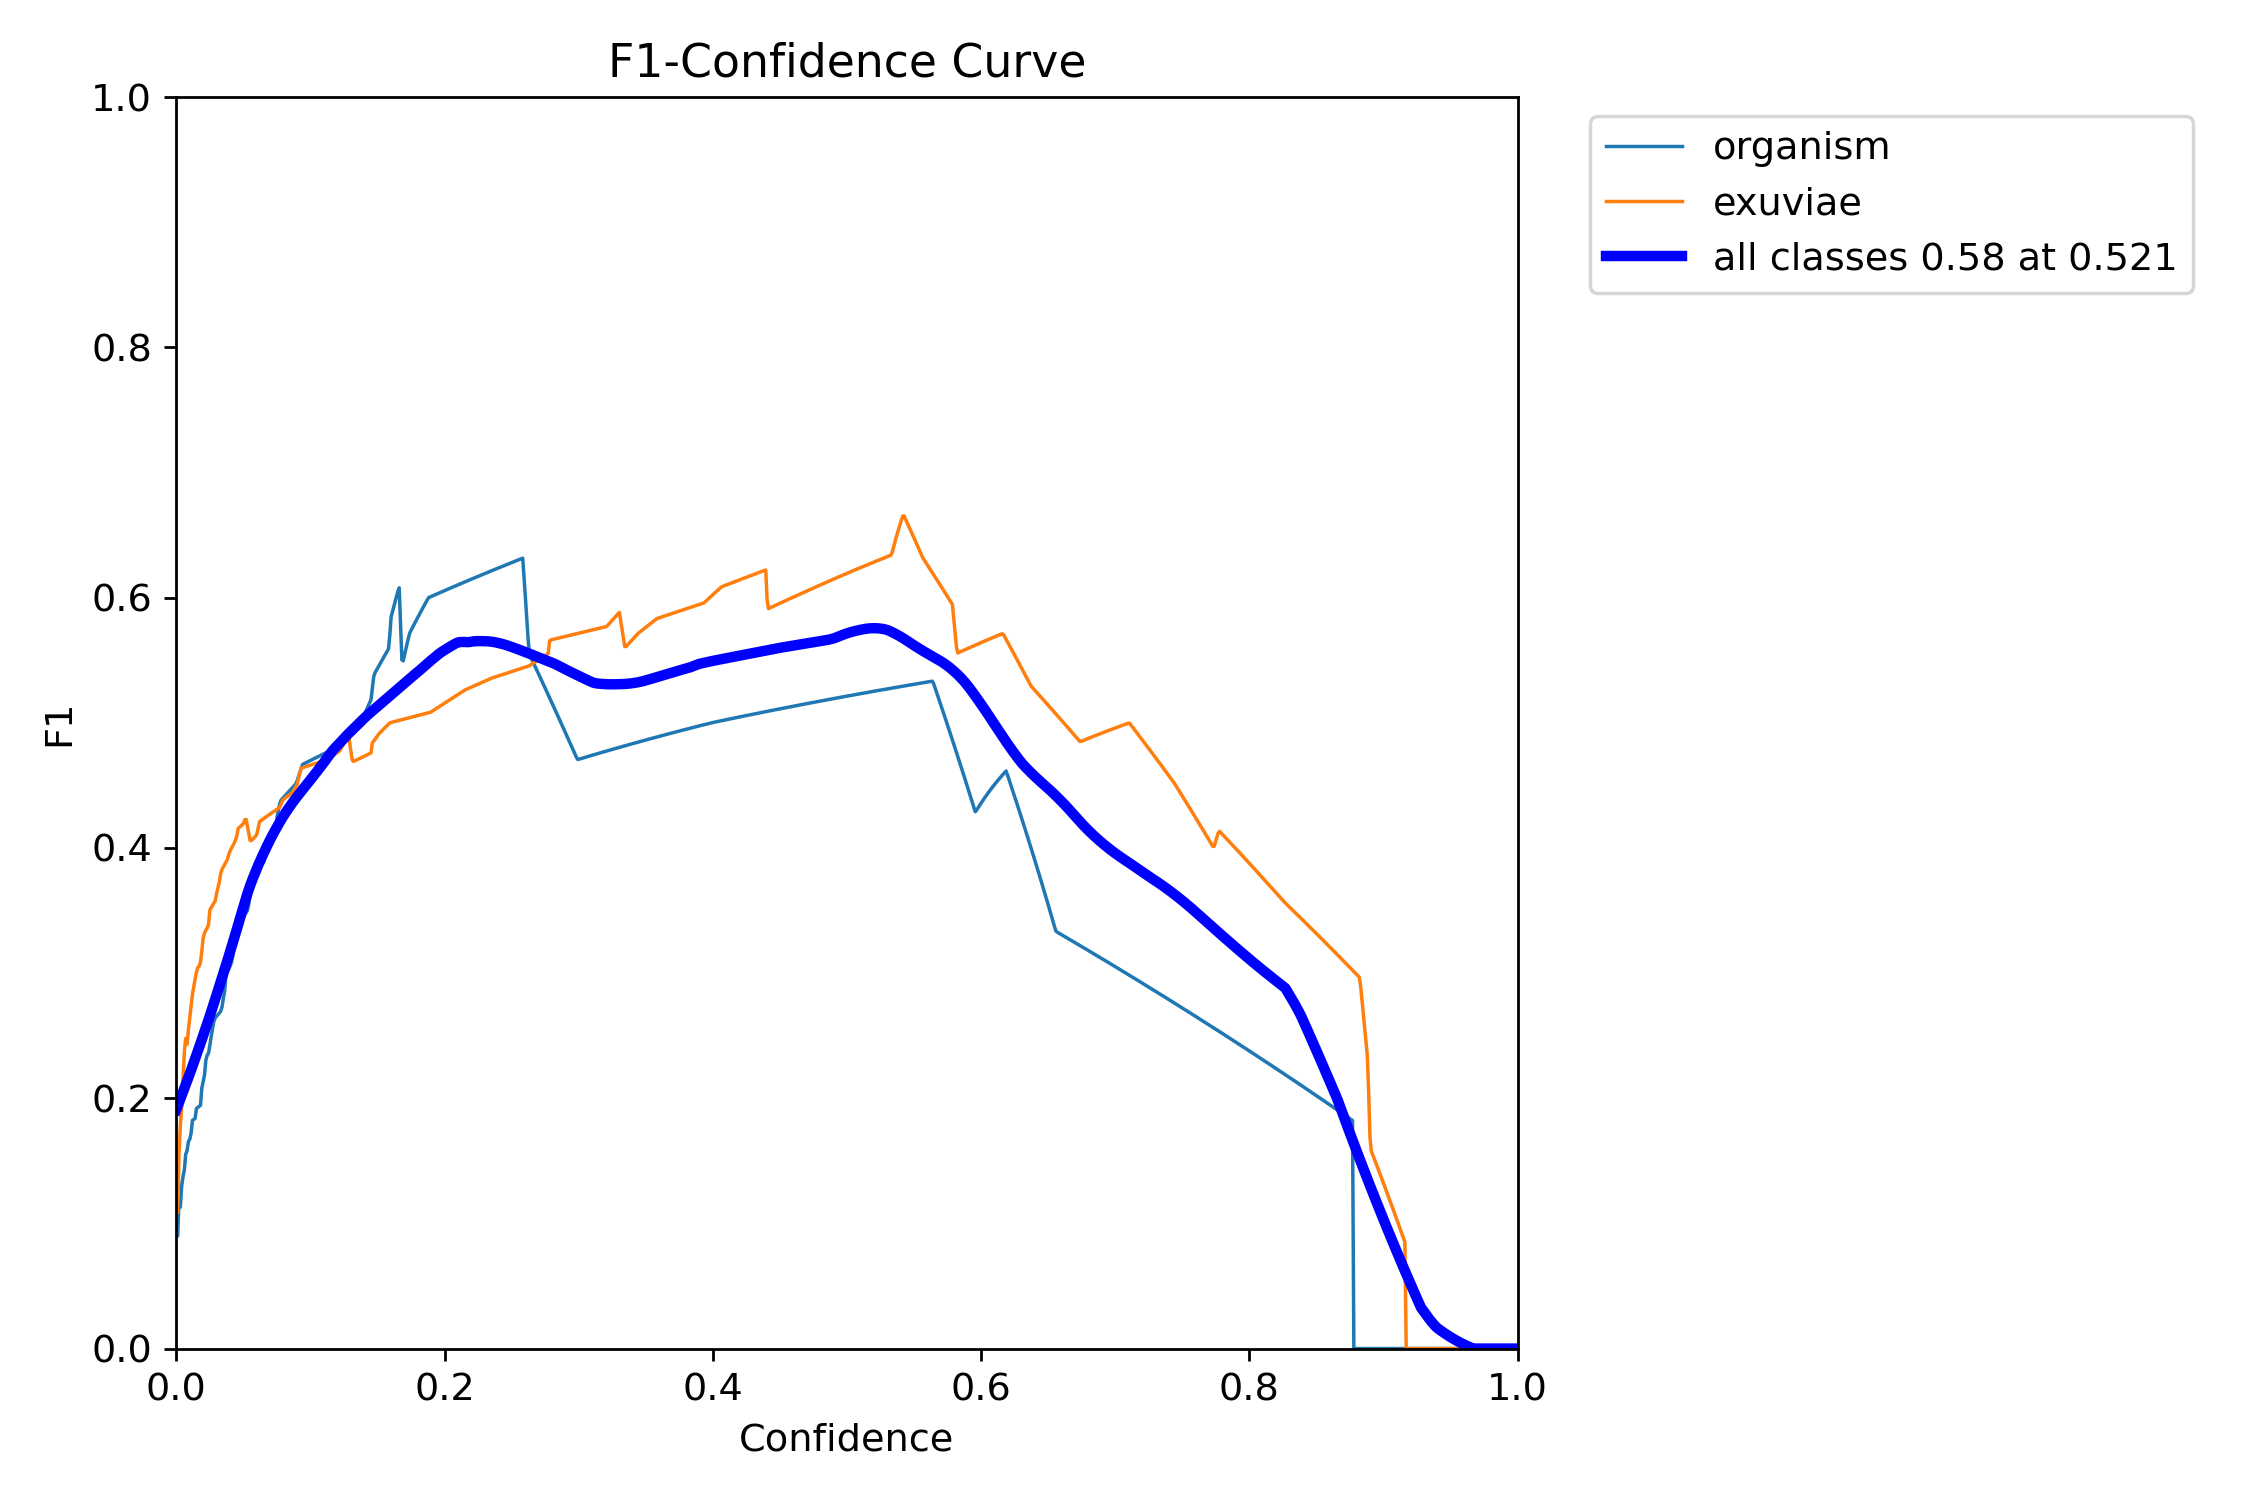 F1-Confidence Curve
1.0
0.8
0.6
0.4
0.2
0.0
F1
0.0 0.2 0.4 0.6 0.8 1.0
Confidence
organism
exuviae
all classes 0.58 at 0.521